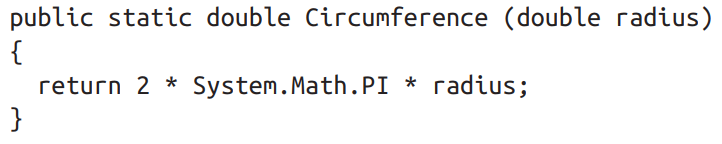 public static double Circumference (double radius)
{
  return 2 * System.Math.PI * radius;
}